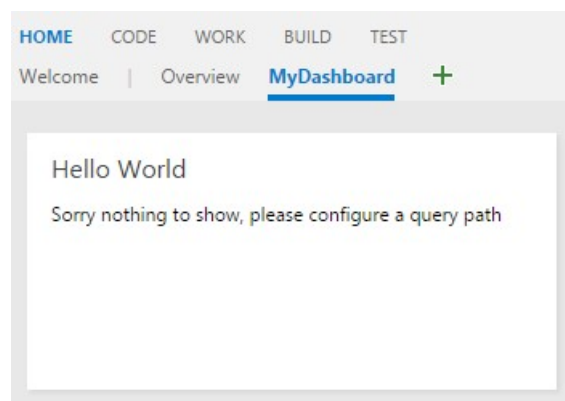 HOME CODE WORK BUILD TEST
Welcome | Overview MyDashboard +
Hello World
Sorry nothing to show, please configure a query path